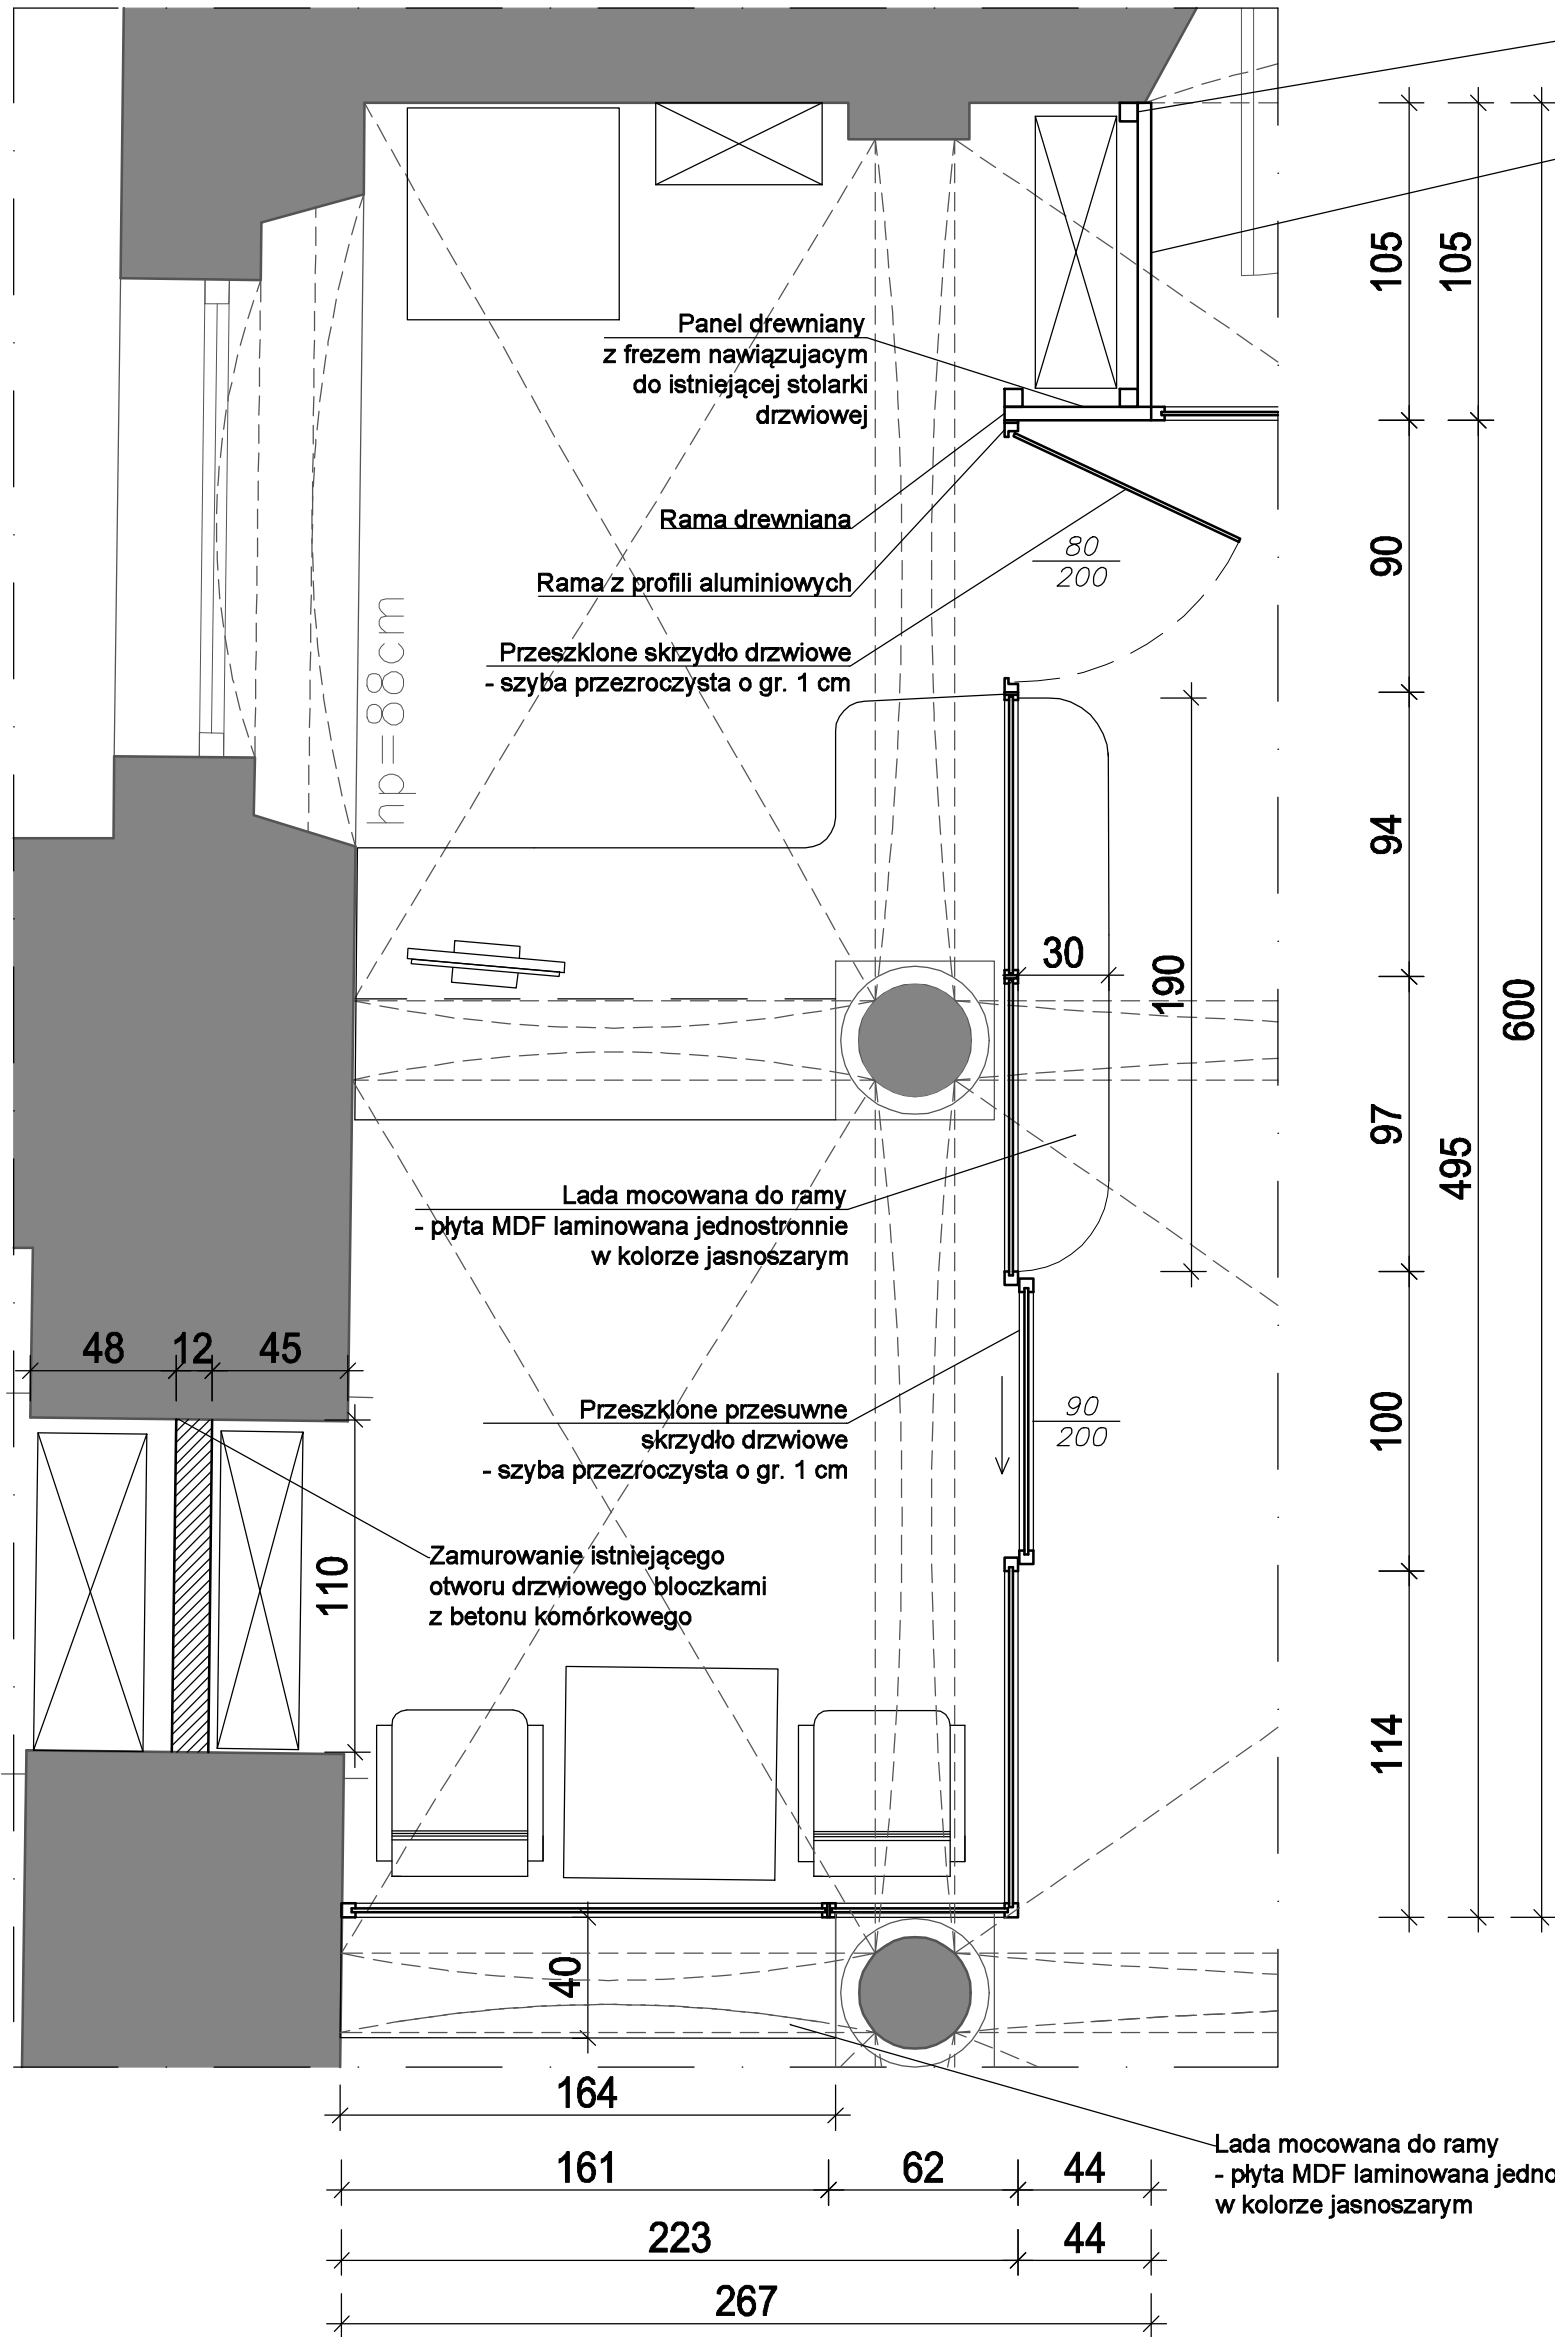 105
105
Panel drewniany
z frezem nawiązujacym
do istniejącej stolarki
drzwiowej
Rama drewniana
80
200
90
Rama z profili aluminiowych
hp=88cm
Przeszklone skrzydło drzwiowe
- szyba przezroczysta o gr. 1 cm
94
30
190
600
97
495
Lada mocowana do ramy
- płyta MDF laminowana jednostronnie
w kolorze jasnoszarym
48
12
45
Przeszklone przesuwne
skrzydło drzwiowe
- szyba przezroczysta o gr. 1 cm
90
200
100
110
Zamurowanie istniejącego
otworu drzwiowego bloczkami
z betonu komórkowego
114
40
164
Lada mocowana do ramy
- płyta MDF laminowana jedno
w kolorze jasnoszarym
161
62
44
223
44
267